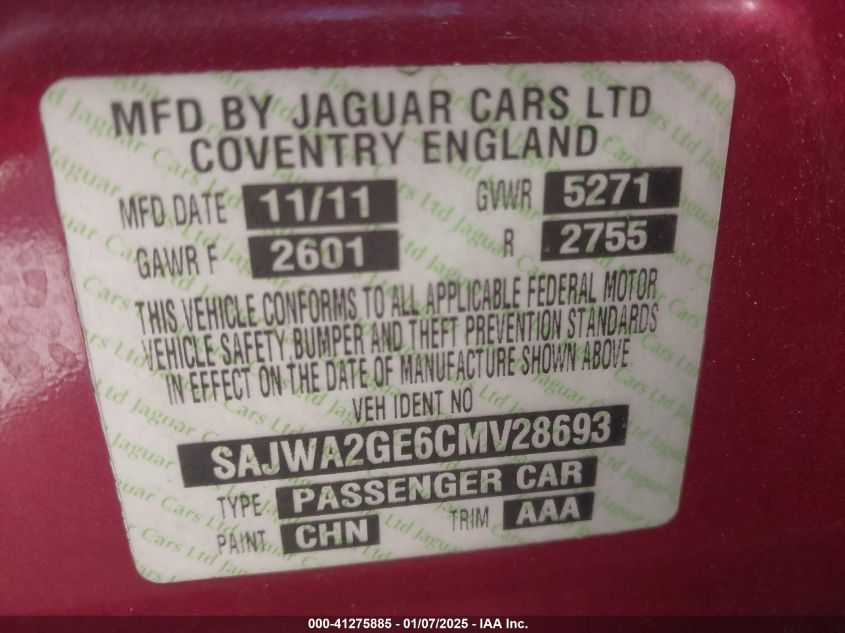 MFD BY JAGUAR CARS LTD
COVENTRY ENGLAND
MFD DATE 11/11 GVWR 5271
GAWR F 2601 R 2755
THIS VEHICLE CONFORMS TO ALL APPLICABLE FEDERAL MOTOR
VEHICLE SAFETY, BUMPER AND THEFT PREVENTION STANDARDS
IN EFFECT ON THE DATE OF MANUFACTURE SHOWN ABOVE
VEH IDENT NO
SAJWA2GE6CMV28693
TYPE PASSENGER CAR
PAINT CHN TRIM AAA
000-41275885 - 01/07/2025 - IAA Inc.